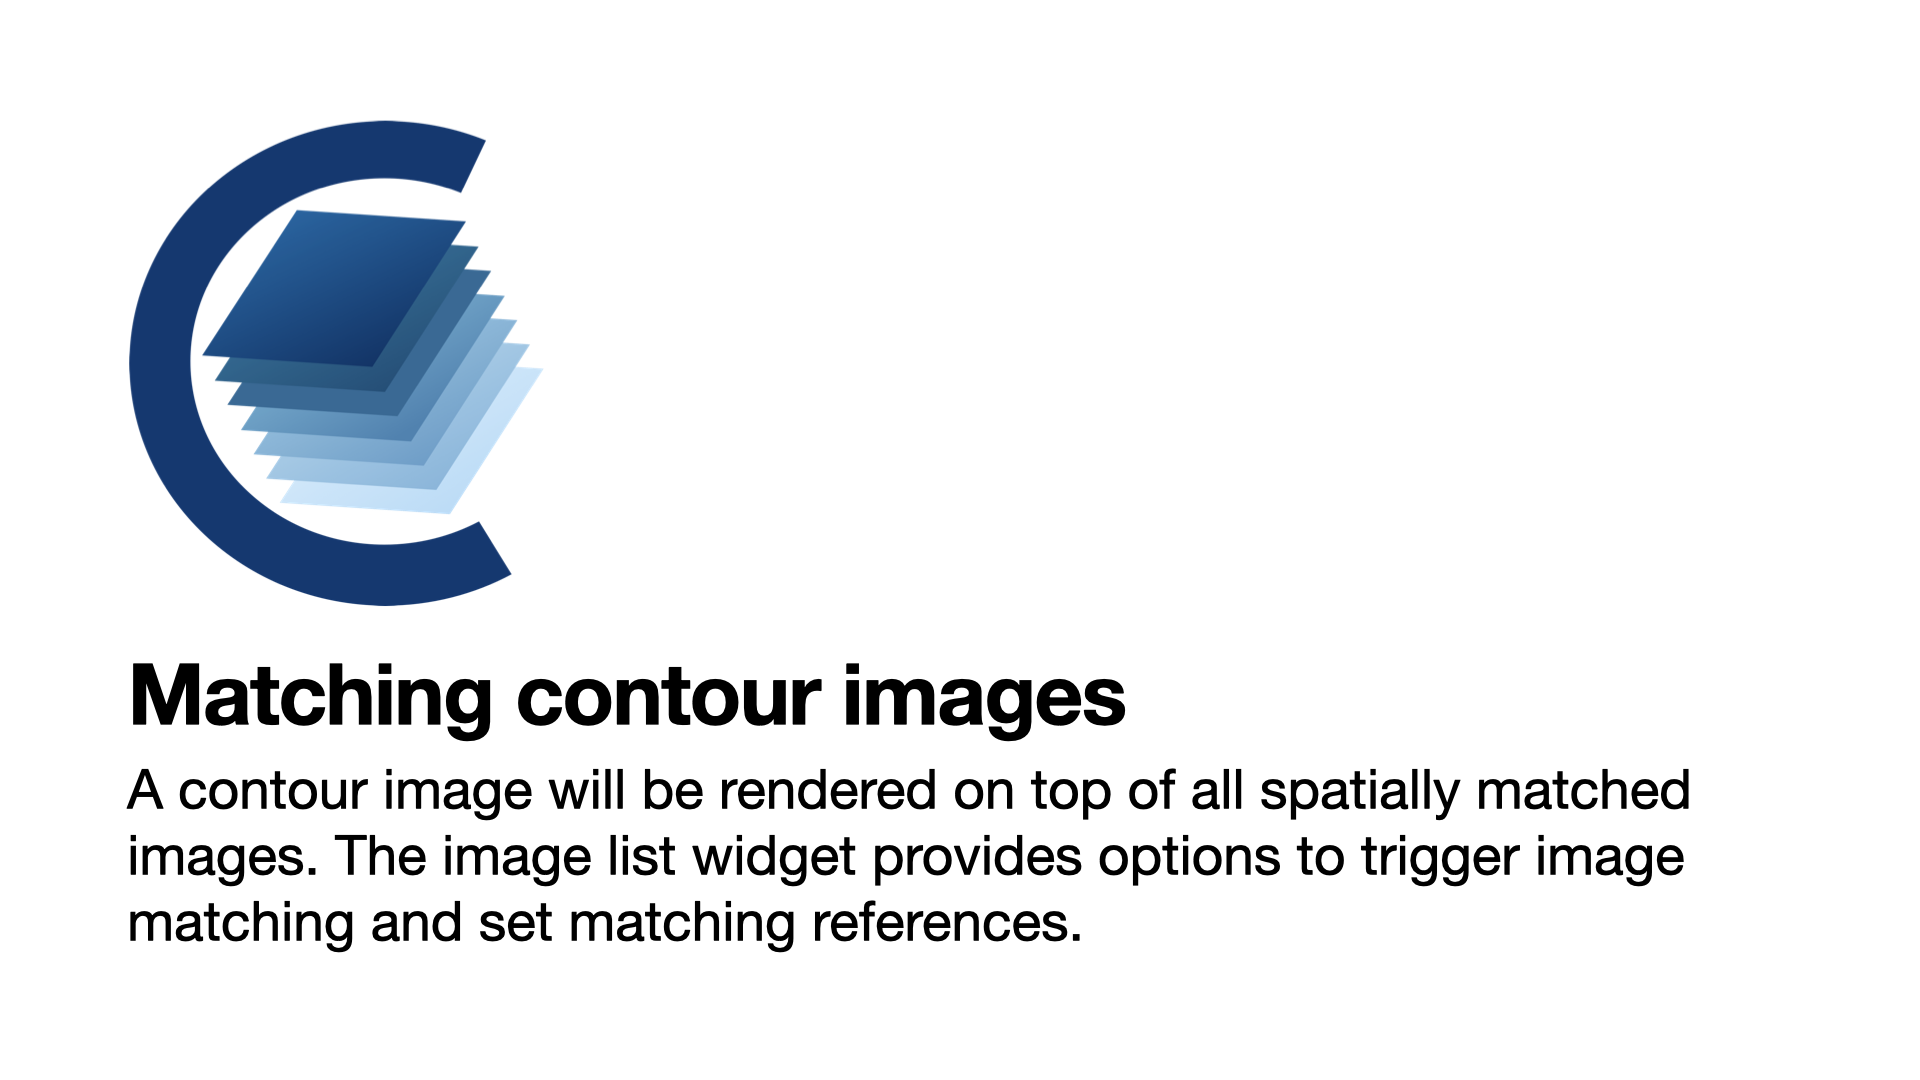 Matching contour images
A contour image will be rendered on top of all spatially matched
images. The image list widget provides options to trigger image
matching and set matching references.